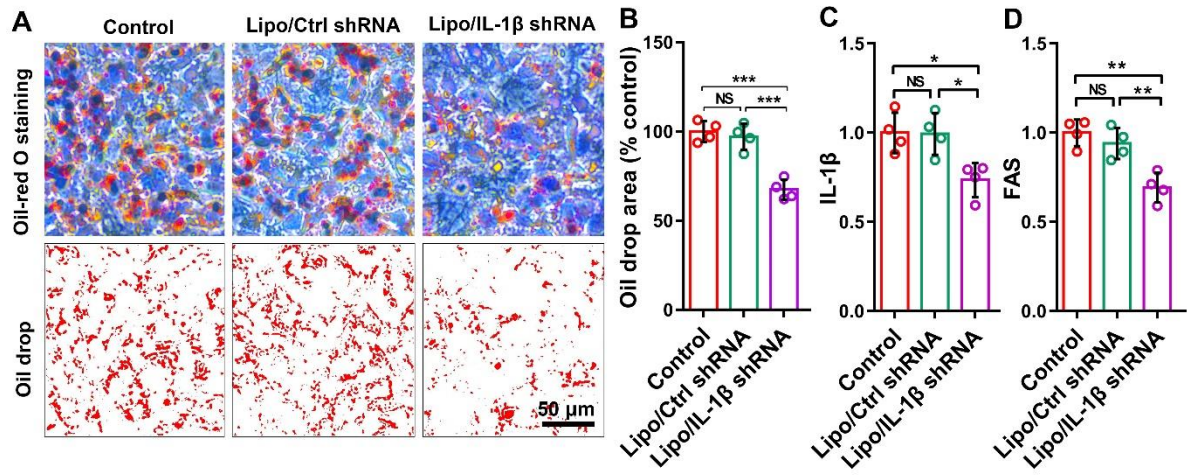 A
Control
Lipo/Ctrl shRNA
Lipo/IL-1β shRNA
Oil-red O staining
Oil drop
50 μm
B
Oil drop area (% control)
150
100
50
0
***
NS
***
Control
Lipo/Ctrl shRNA
Lipo/IL-1β shRNA
C
IL-1β
1.5
1.0
0.5
0.0
*
NS
*
Control
Lipo/Ctrl shRNA
Lipo/IL-1β shRNA
D
FAS
1.5
1.0
0.5
0.0
**
NS
**
Control
Lipo/Ctrl shRNA
Lipo/IL-1β shRNA